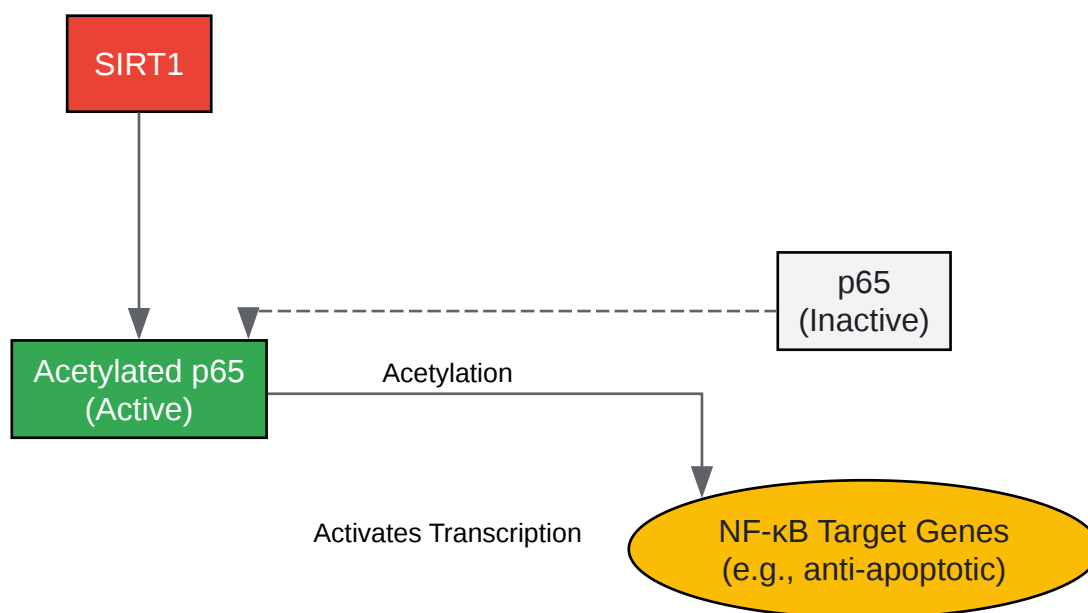 SIRT1
p65
(Inactive)
Acetylated p65
(Active)
Acetylation
Activates Transcription
NF-κB Target Genes
(e.g., anti-apoptotic)